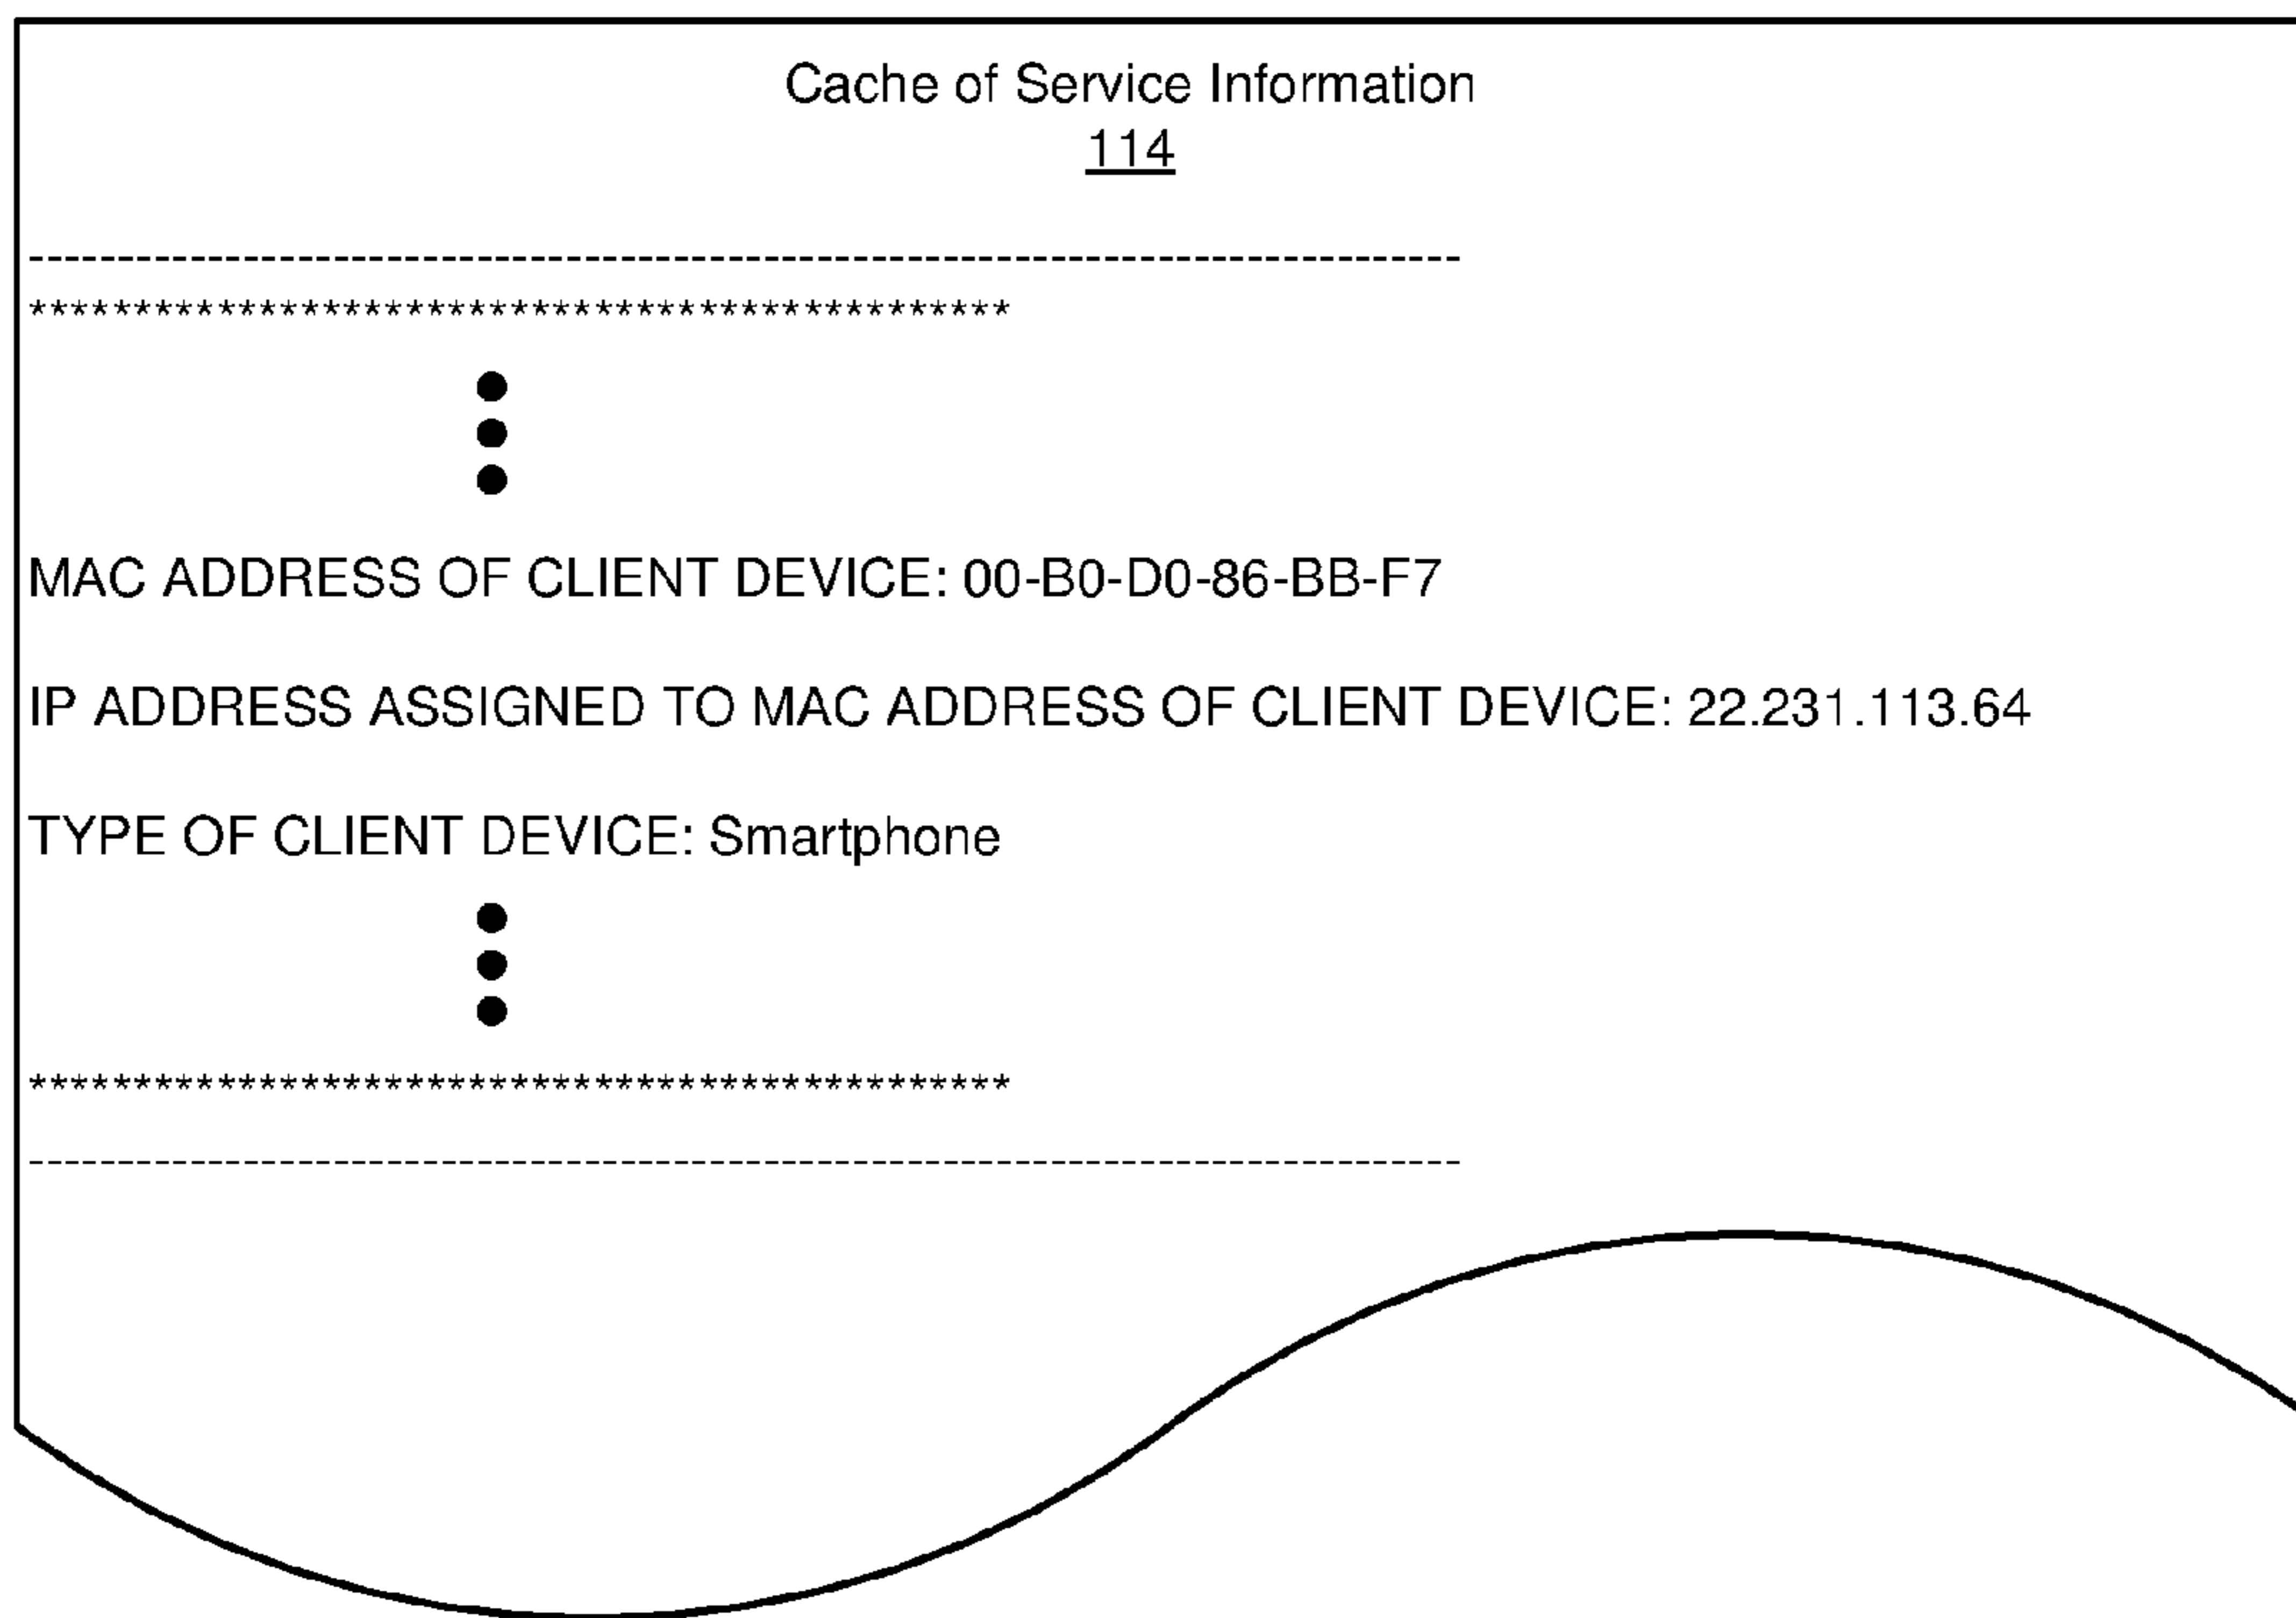 Cache of Service Information
114
--------------------------------------------------------------------------------
***********************************************
MAC ADDRESS OF CLIENT DEVICE: 00-B0-D0-86-BB-F7
IP ADDRESS ASSIGNED TO MAC ADDRESS OF CLIENT DEVICE: 22.231.113.64
TYPE OF CLIENT DEVICE: Smartphone
***********************************************
--------------------------------------------------------------------------------